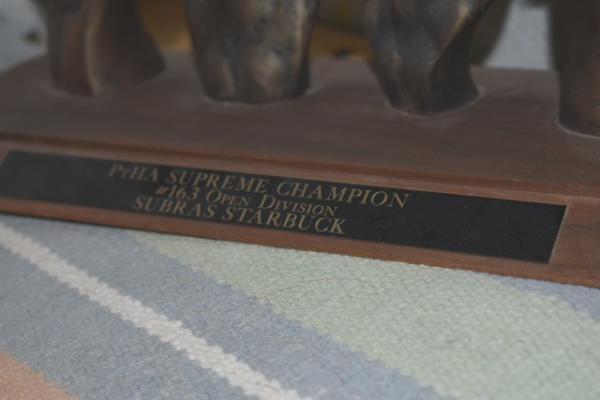 PtHA SUPREME CHAMPION
#163 OPEN DIVISION
SUBRAS STARBUCK